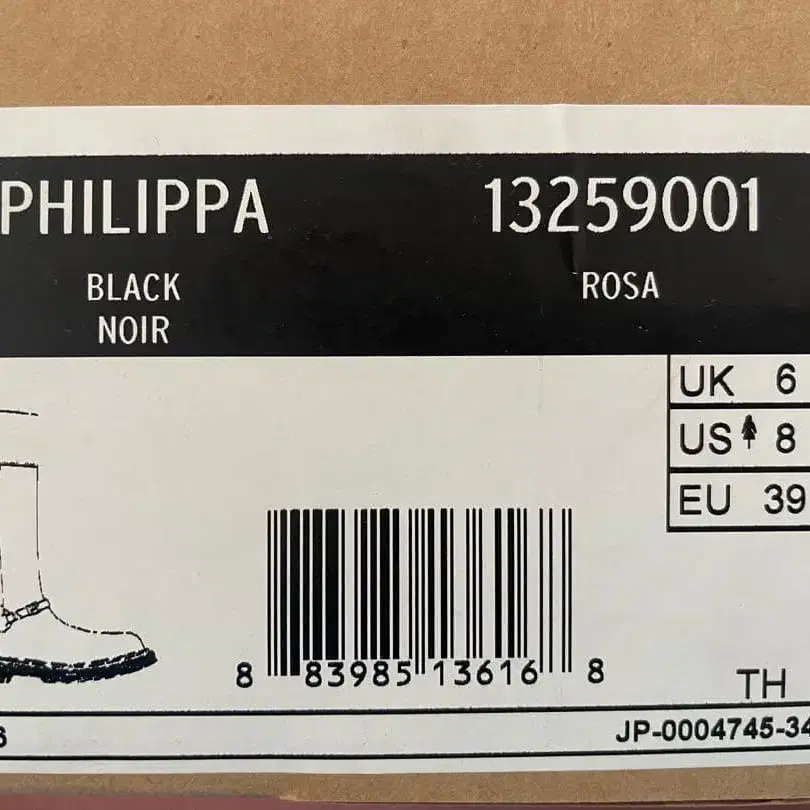 PHILIPPA 13259001
BLACK ROSA
NOIR
UK 6
US 8
EU 39
8 83985 13616 8
TH
6 JP-0004745-34